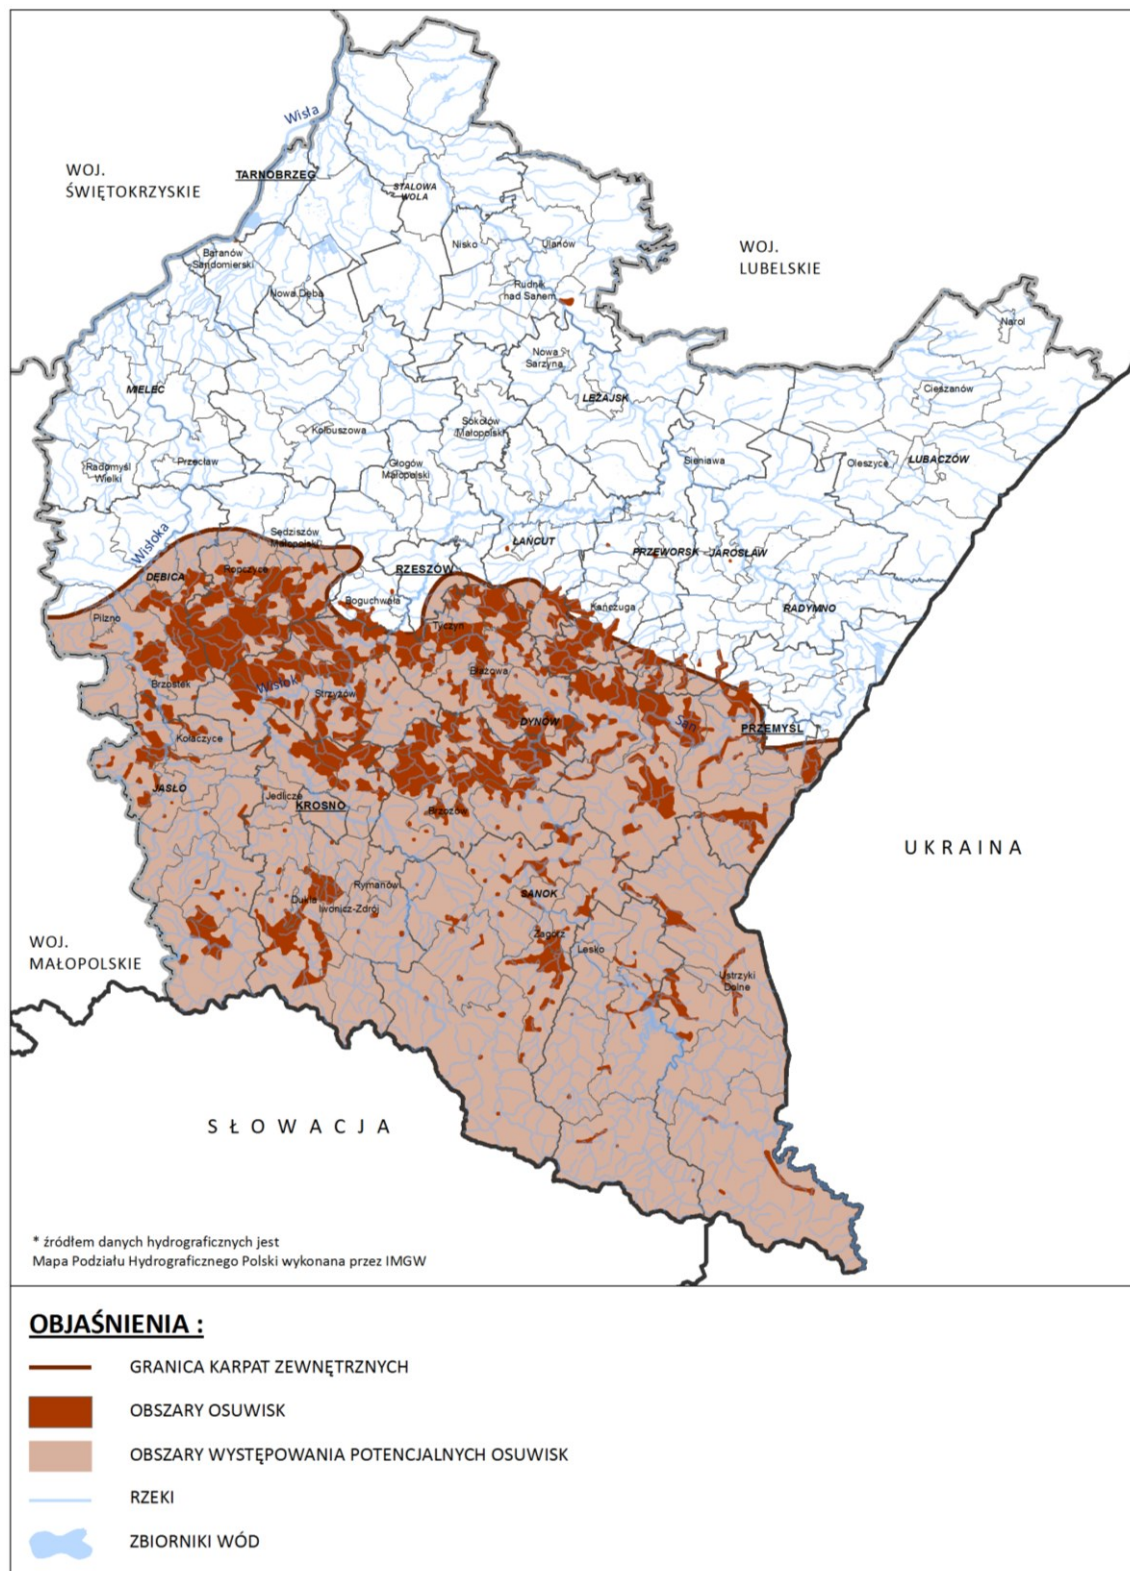 Wisła
WOJ.
ŚWIĘTOKRZYSKIE
TARNOBRZEG
STALOWA
WOLA
WOJ.
LUBELSKIE
Nisko
Ulanów
Baranów
Sandomierski
Nowa Dęba
Rudnik
nad Sanem
Narol
Nowa
Sarzyna
MIELEC
LEŻAJSK
Cieszanów
Kolbuszowa
Sokołów
Małopolski
Radomyśl
Wielki
Przecław
Głogów
Małopolski
Sieniawa
Oleszyce
LUBACZÓW
Wisłoka
Sędziszów
Małopolski
ŁAŃCUT
PRZEWORSK
JAROSŁAW
DĘBICA
Ropczyce
RZESZÓW
Boguchwała
Kańczuga
RADYMNO
Pilzno
Tyczyn
Brzostek
Wisłok
Strzyżów
Błażowa
DYNÓW
San
PRZEMYŚL
Kołaczyce
JASŁO
Jedlicze
KROSNO
Brzozów
UKRAINA
Rymanów
Dukla
Iwonicz-Zdrój
SANOK
WOJ.
MAŁOPOLSKIE
Zagórz
Lesko
Ustrzyki
Dolne
SŁOWACJA
* źródłem danych hydrograficznych jest
Mapa Podziału Hydrograficznego Polski wykonana przez IMGW
OBJAŚNIENIA :
GRANICA KARPAT ZEWNĘTRZNYCH
OBSZARY OSUWISK
OBSZARY WYSTĘPOWANIA POTENCJALNYCH OSUWISK
RZEKI
ZBIORNIKI WÓD